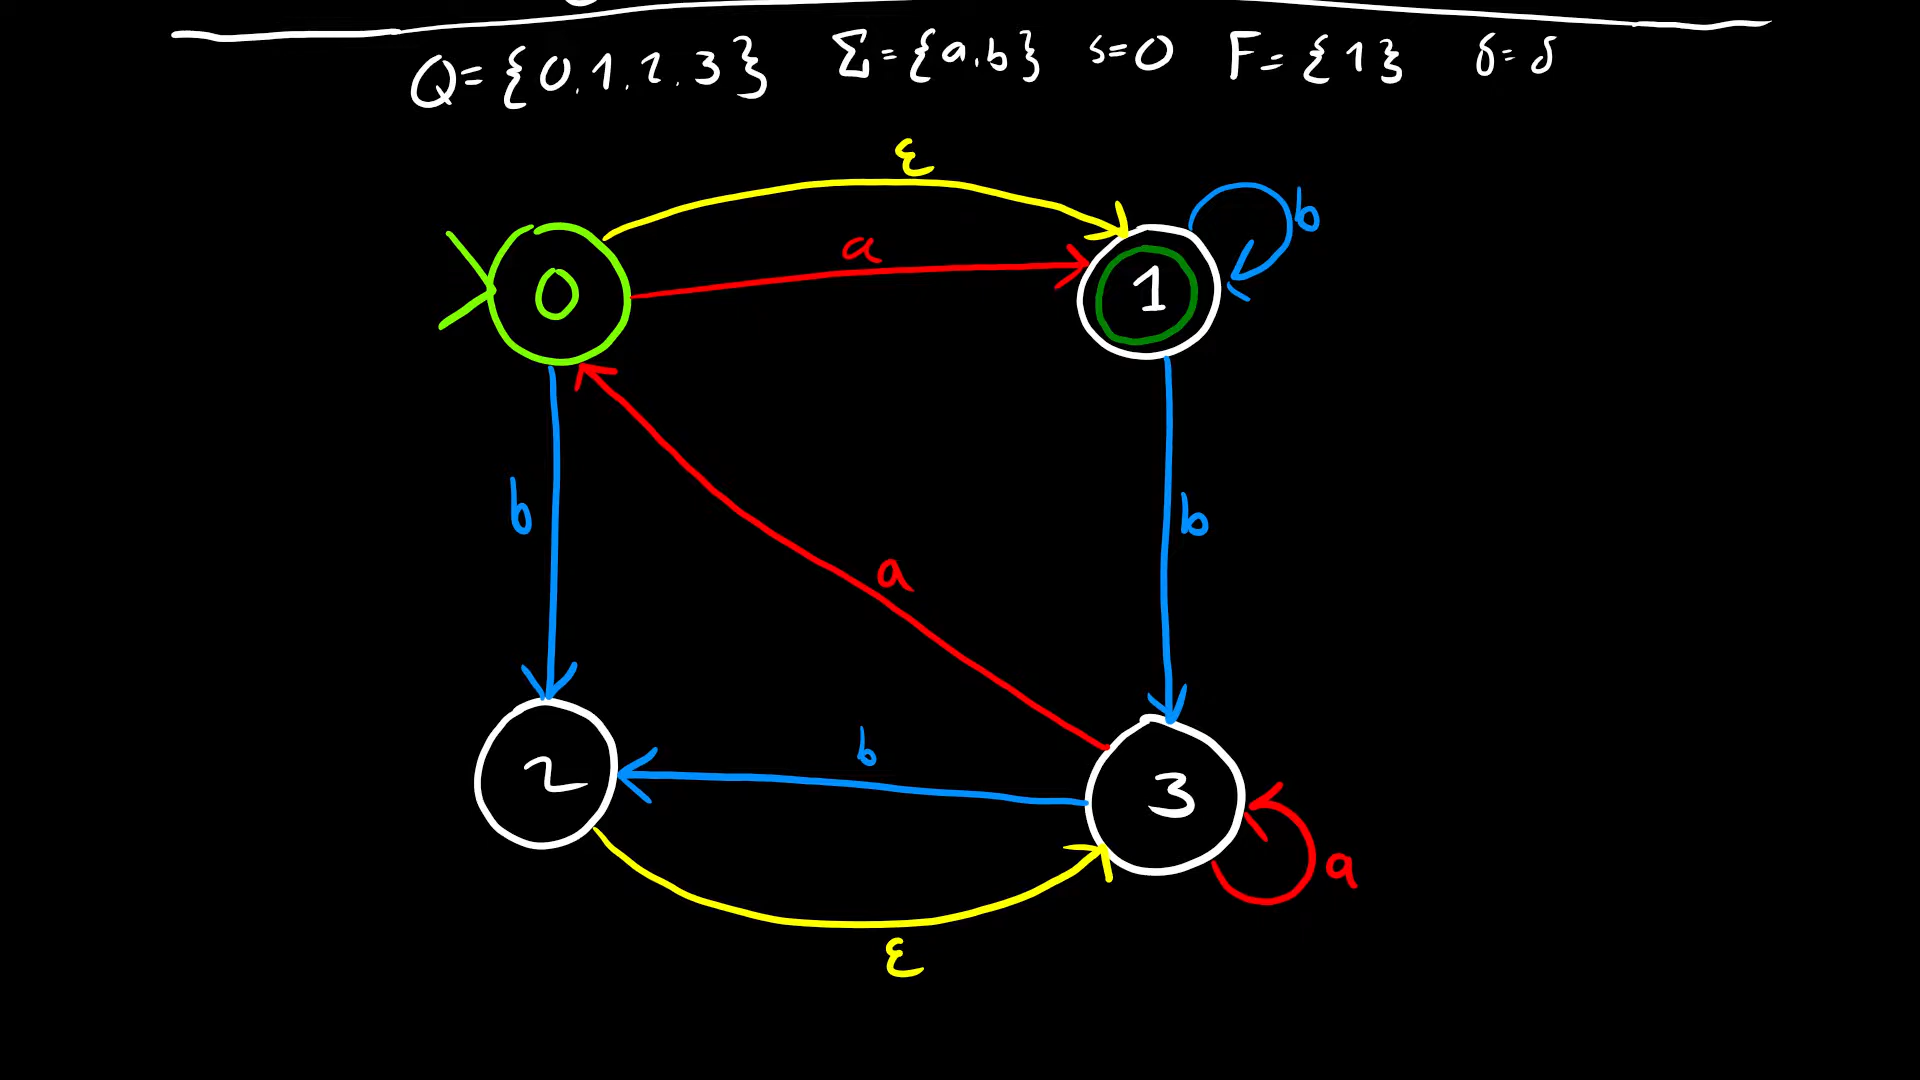 Q={0,1,2,3} Σ={a,b} s=0 F={1} δ=δ
ε
b
a
0
1
b
b
a
b
2
3
a
ε